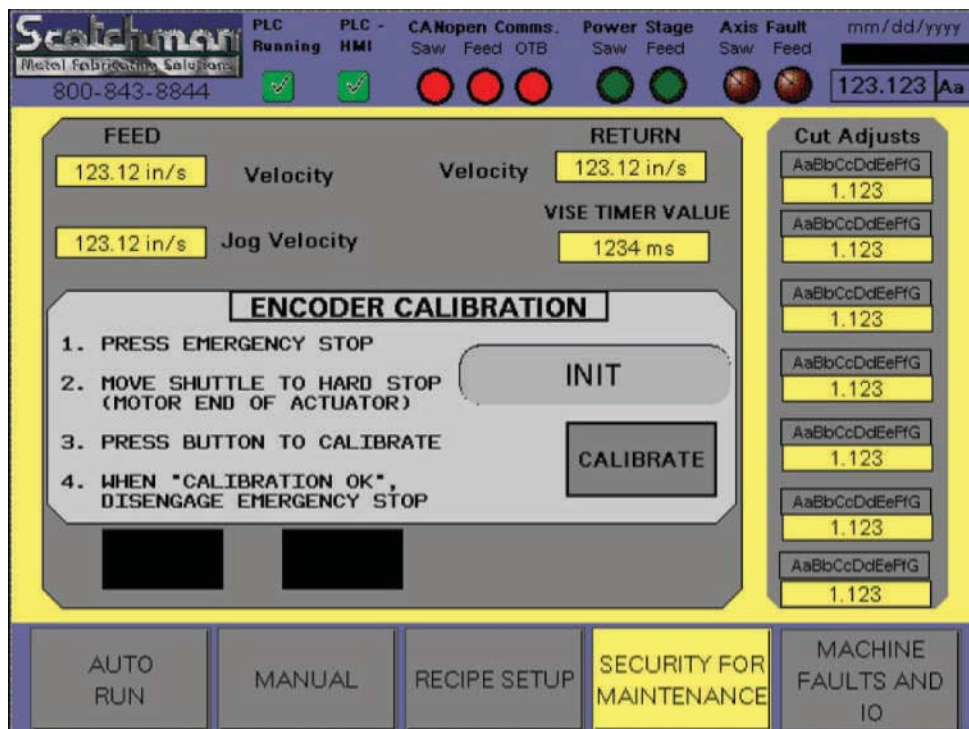 Scotchman
Metal Fabricating Solutions
800-843-8844
PLC Running
PLC - HMI
CANopen Comms.
Saw Feed OTB
Power Stage
Saw Feed
Axis Fault
Saw Feed
mm/dd/yyyy
123.123 Aa
FEED
123.12 in/s Velocity
123.12 in/s Jog Velocity
RETURN
Velocity 123.12 in/s
VISE TIMER VALUE
1234 ms
ENCODER CALIBRATION
1. PRESS EMERGENCY STOP
2. MOVE SHUTTLE TO HARD STOP
(MOTOR END OF ACTUATOR)
3. PRESS BUTTON TO CALIBRATE
4. WHEN "CALIBRATION OK",
DISENGAGE EMERGENCY STOP
INIT
CALIBRATE
Cut Adjusts
AaBbCcDdEeFfG
1.123
AaBbCcDdEeFfG
1.123
AaBbCcDdEeFfG
1.123
AaBbCcDdEeFfG
1.123
AaBbCcDdEeFfG
1.123
AaBbCcDdEeFfG
1.123
AaBbCcDdEeFfG
1.123
AUTO
RUN
MANUAL
RECIPE SETUP
SECURITY FOR
MAINTENANCE
MACHINE
FAULTS AND
IO